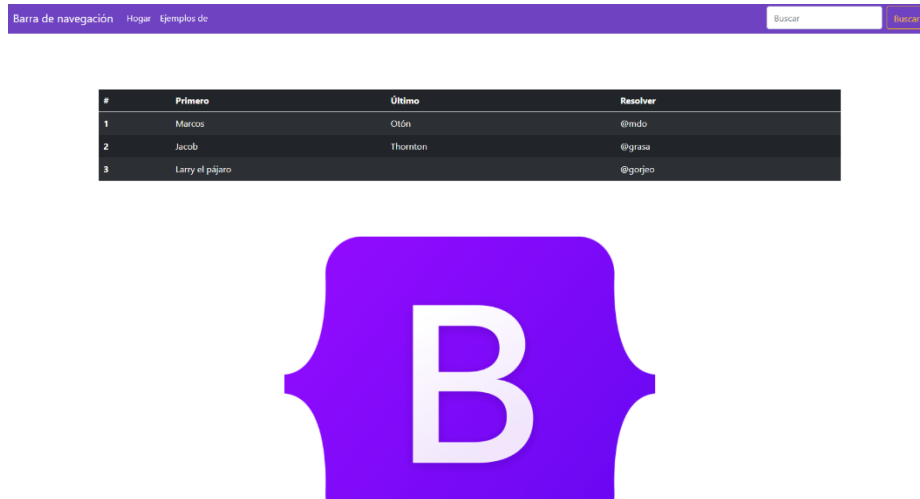 Barra de navegación Hogar Ejemplos de Buscar Buscar
# Primero Último Resolver
1 Marcos Otón @mdo
2 Jacob Thornton @grasa
3 Larry el pájaro @gorjeo
B